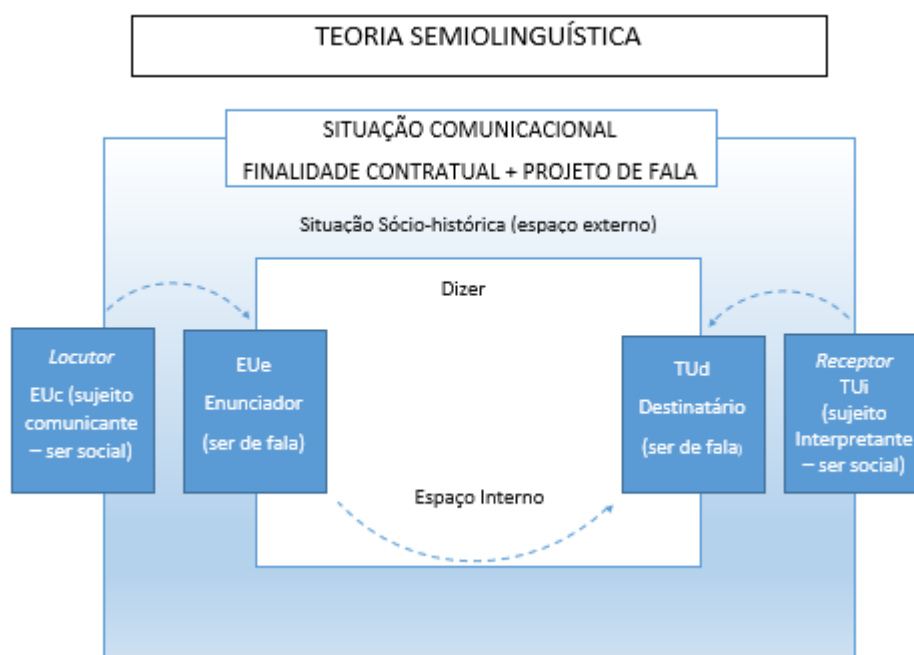 TEORIA SEMIOLINGUÍSTICA
SITUAÇÃO COMUNICACIONAL
FINALIDADE CONTRATUAL + PROJETO DE FALA
Situação Sócio-histórica (espaço externo)
Dizer
Locutor
EUc (sujeito
comunicante
– ser social)
EUe
Enunciador
(ser de fala)
TUd
Destinatário
(ser de fala)
Receptor
TUi
(sujeito
Interpretante
– ser social)
Espaço Interno